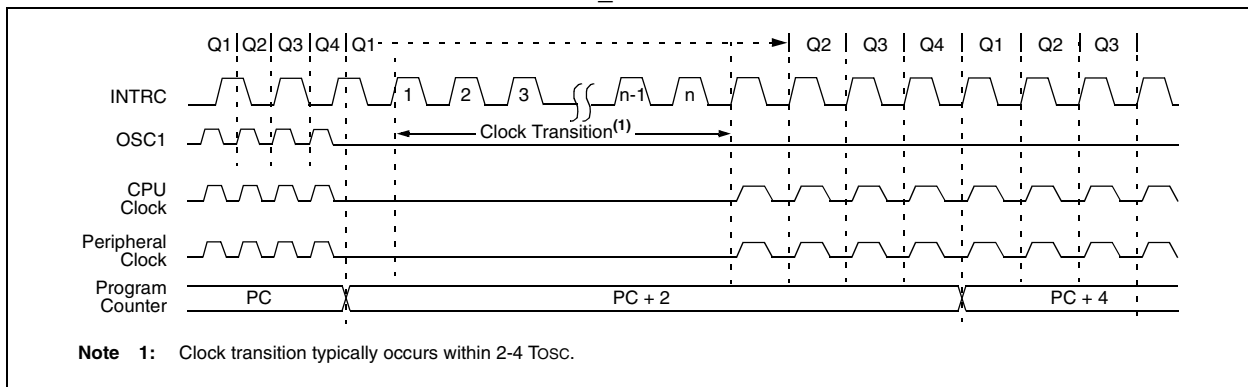 Q1 Q2 Q3 Q4 Q1 Q2 Q3 Q4 Q1 Q2 Q3
INTRC
1 2 3 n-1 n
Clock Transition(1)
OSC1
CPU
Clock
Peripheral
Clock
Program
Counter
PC PC + 2 PC + 4
Note 1: Clock transition typically occurs within 2-4 TOSC.